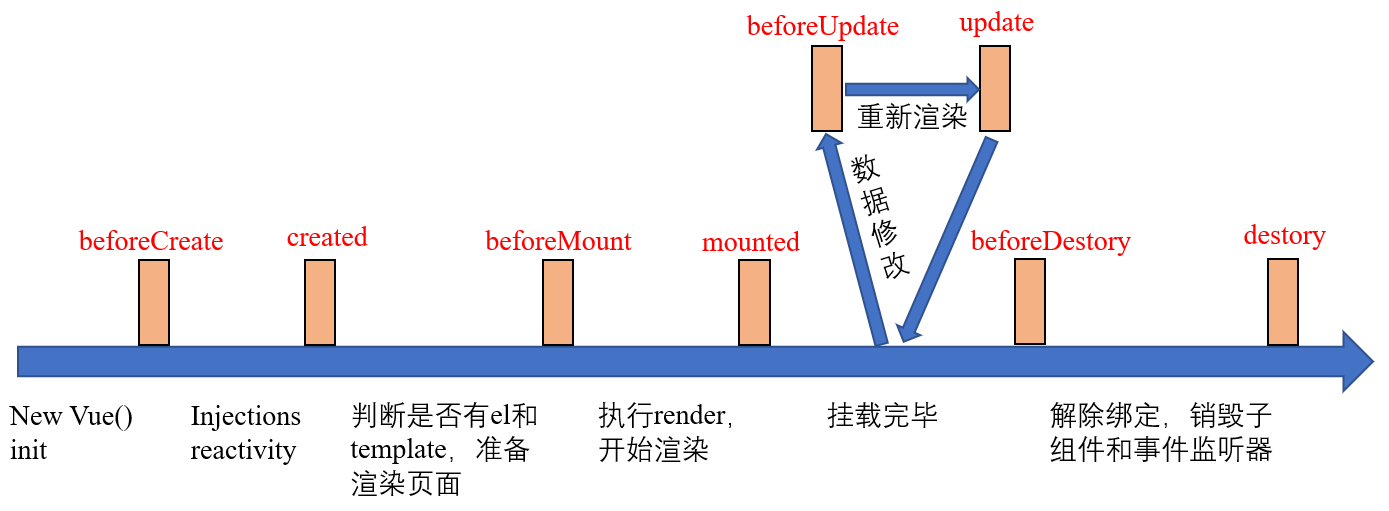 beforeUpdate
update
重新渲染
数据修改
beforeCreate
created
beforeMount
mounted
beforeDestory
destory
New Vue()
init
Injections
reactivity
判断是否有el和
template，准备
渲染页面
执行render，
开始渲染
挂载完毕
解除绑定，销毁子
组件和事件监听器